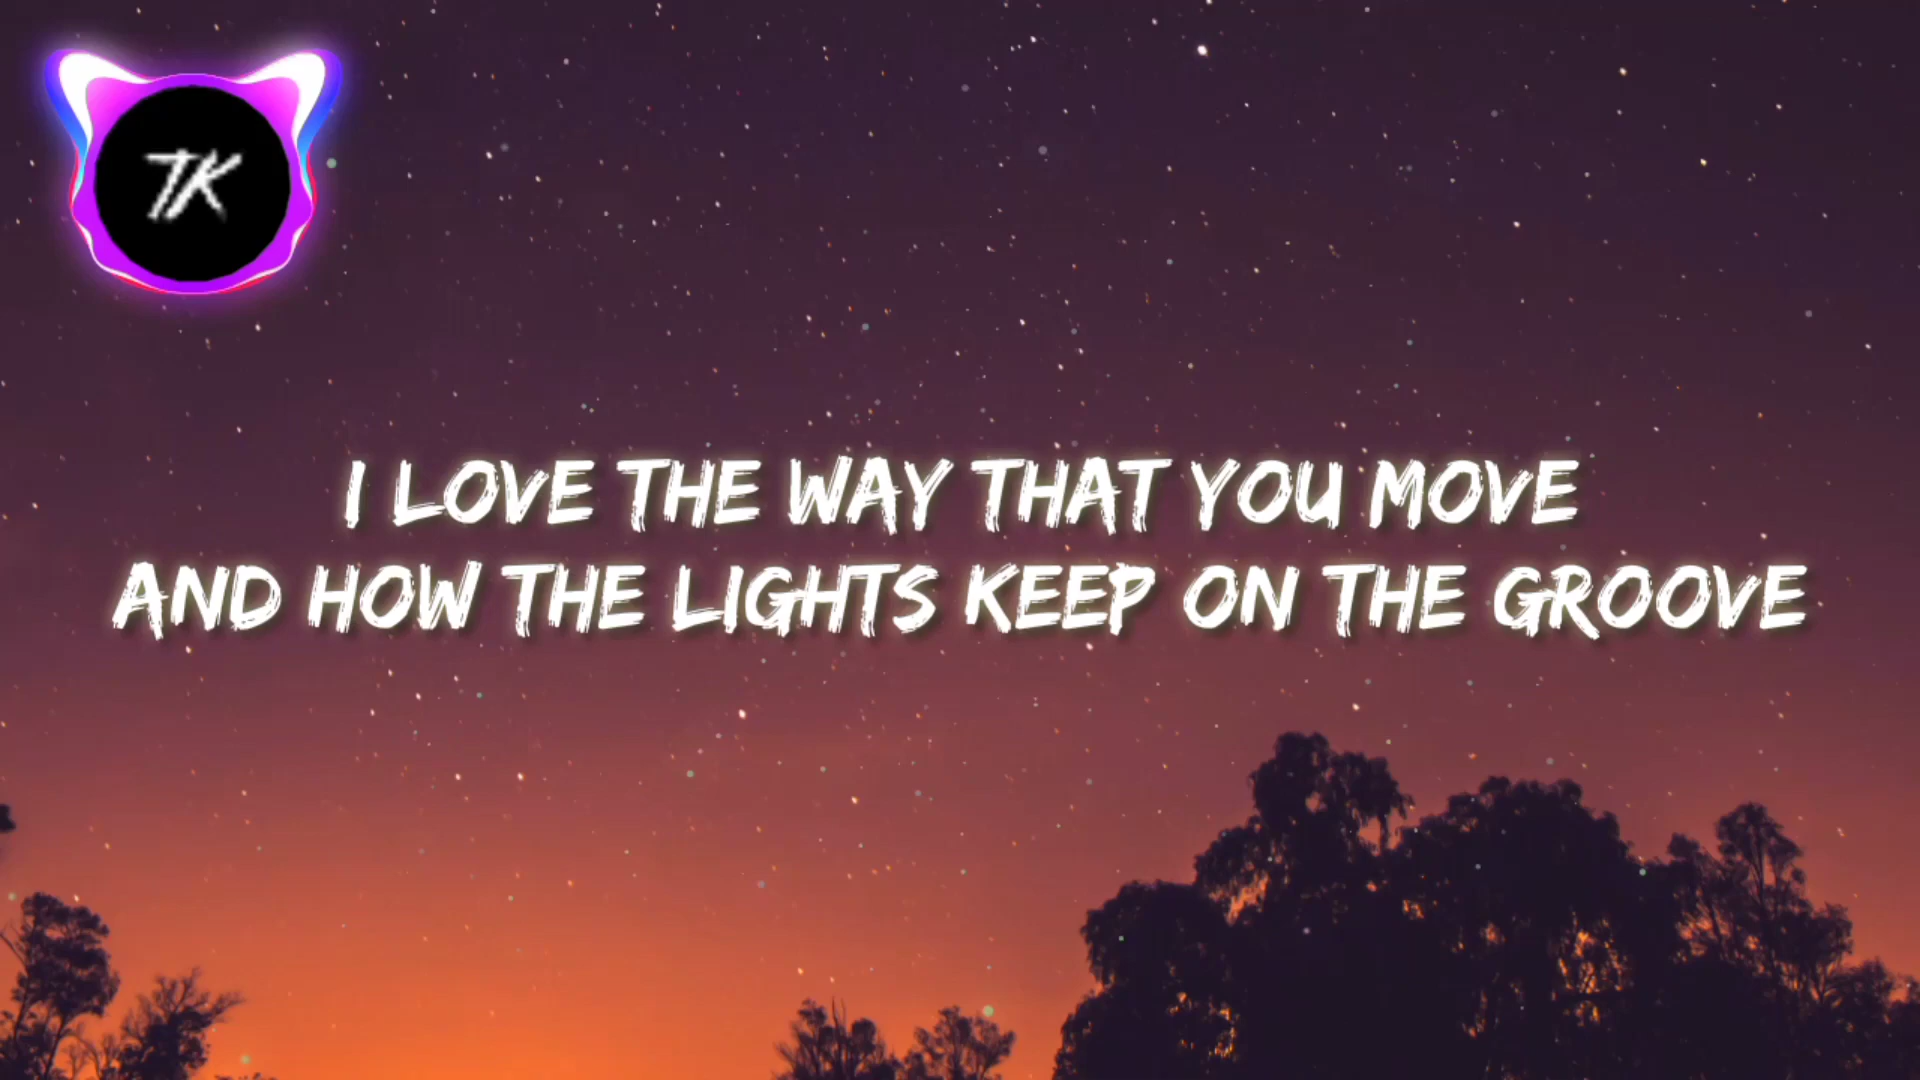 TK
I LOVE THE WAY THAT YOU MOVE
AND HOW THE LIGHTS KEEP ON THE GROOVE